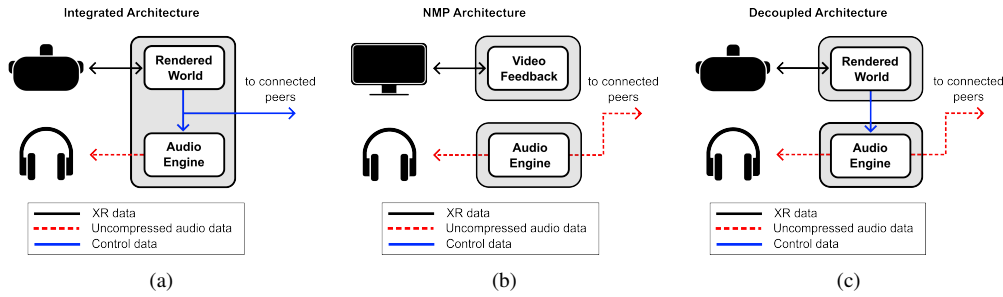 Integrated Architecture
Rendered
World
to connected
peers
Audio
Engine
XR data
Uncompressed audio data
Control data
(a)
NMP Architecture
Video
Feedback
to connected
peers
Audio
Engine
XR data
Uncompressed audio data
Control data
(b)
Decoupled Architecture
Rendered
World
to connected
peers
Audio
Engine
XR data
Uncompressed audio data
Control data
(c)